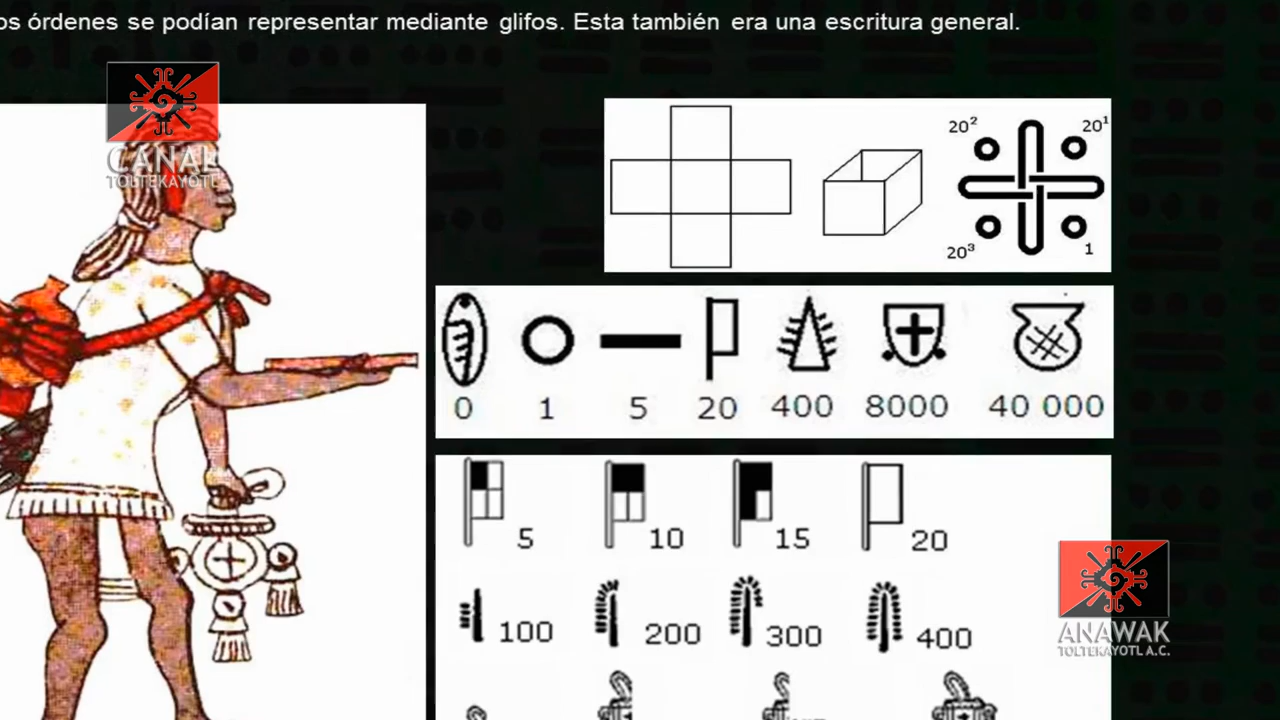 os órdenes se podían representar mediante glifos. Esta también era una escritura general.
CANAL
TOLTEKAYOTL
20² 20¹
20³ 1
0 1 5 20 400 8000 40 000
5 10 15 20
100 200 300 400
ANAWAK
TOLTEKAYOTL A.C.